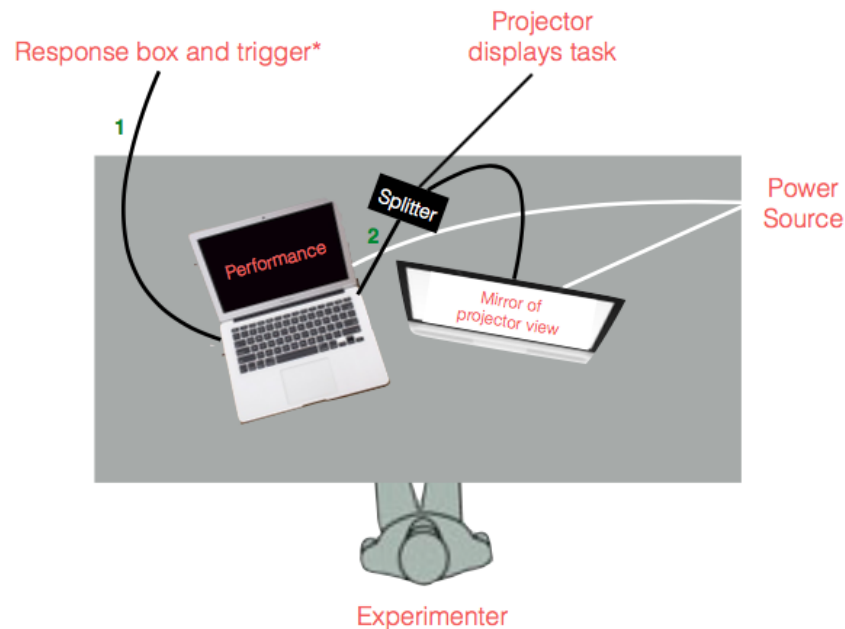 Projector
displays task
Response box and trigger*
1
Splitter
Power
Source
2
Performance
Mirror of
projector view
Experimenter